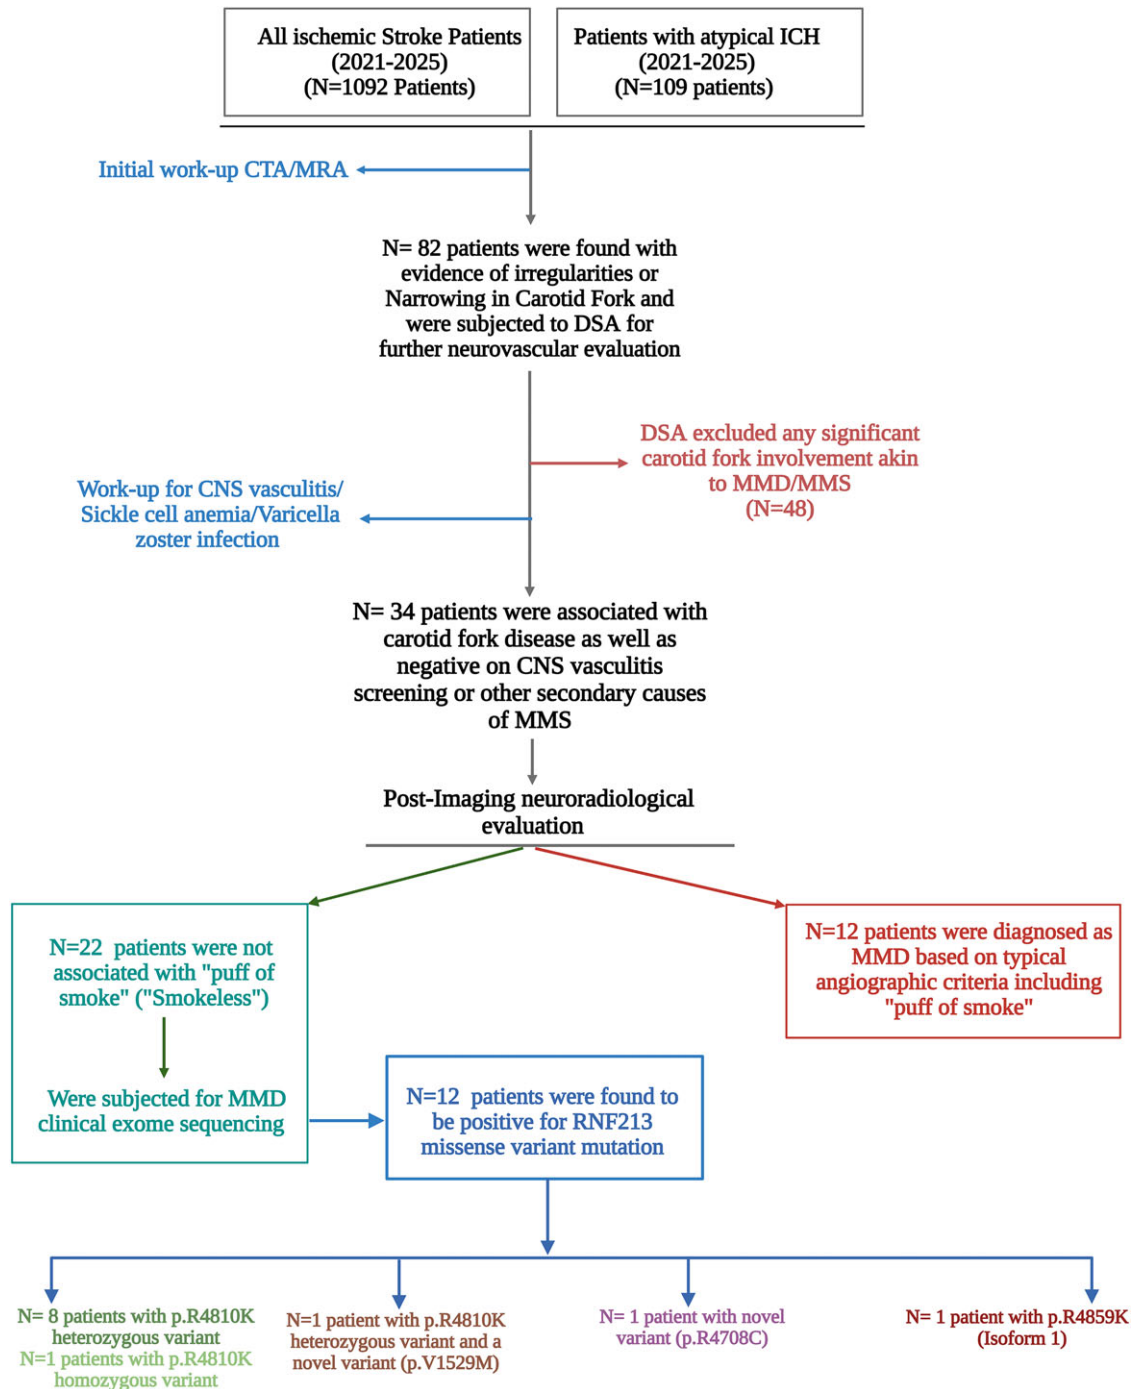 All ischemic Stroke Patients
(2021-2025)
(N=1092 Patients)
Patients with atypical ICH
(2021-2025)
(N=109 patients)
Initial work-up CTA/MRA
N= 82 patients were found with
evidence of irregularities or
Narrowing in Carotid Fork and
were subjected to DSA for
further neurovascular evaluation
DSA excluded any significant
carotid fork involvement akin
to MMD/MMS
(N=48)
Work-up for CNS vasculitis/
Sickle cell anemia/Varicella
zoster infection
N= 34 patients were associated with
carotid fork disease as well as
negative on CNS vasculitis
screening or other secondary causes
of MMS
Post-Imaging neuroradiological
evaluation
N=22 patients were not
associated with "puff of
smoke" ("Smokeless")
Were subjected for MMD
clinical exome sequencing
N=12 patients were diagnosed as
MMD based on typical
angiographic criteria including
"puff of smoke"
N=12 patients were found to
be positive for RNF213
missense variant mutation
N= 8 patients with p.R4810K
heterozygous variant
N=1 patients with p.R4810K
homozygous variant
N=1 patient with p.R4810K
heterozygous variant and a
novel variant (p.V1529M)
N= 1 patient with novel
variant (p.R4708C)
N= 1 patient with p.R4859K
(Isoform 1)